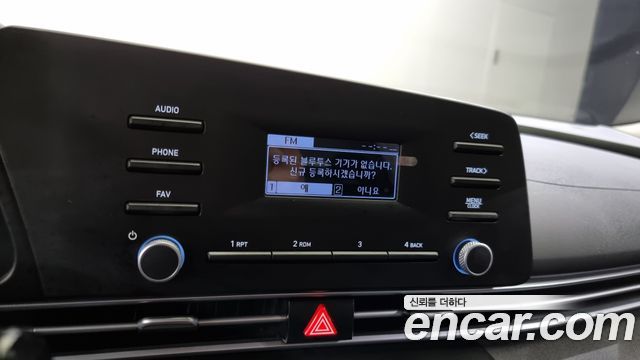 AUDIO
PHONE
FAV
FM --:--
등록된 블루투스 기기가 없습니다.
신규 등록하시겠습니까?
1 예 2 아니요
<SEEK
TRACK>
MENU
CLOCK
1 RPT 2 RDM 3 4 BACK
신뢰를 더하다
encar.com